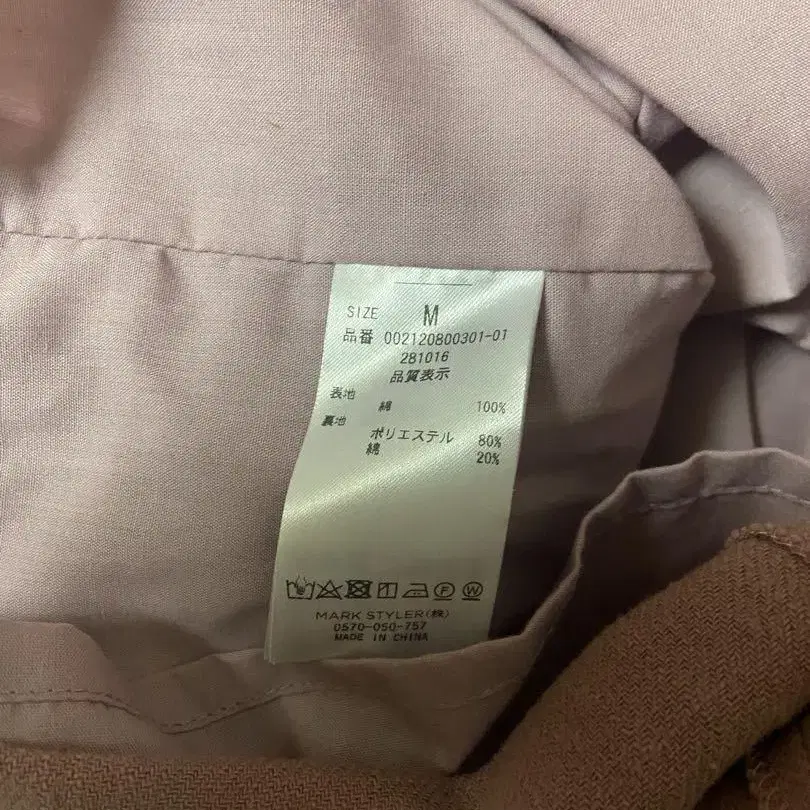 SIZE M
品番 002120800301-01
281016
品質表示
表地 綿 100%
裏地 ポリエステル 80%
綿 20%
F W
MARK STYLER(株)
0570-050-757
MADE IN CHINA